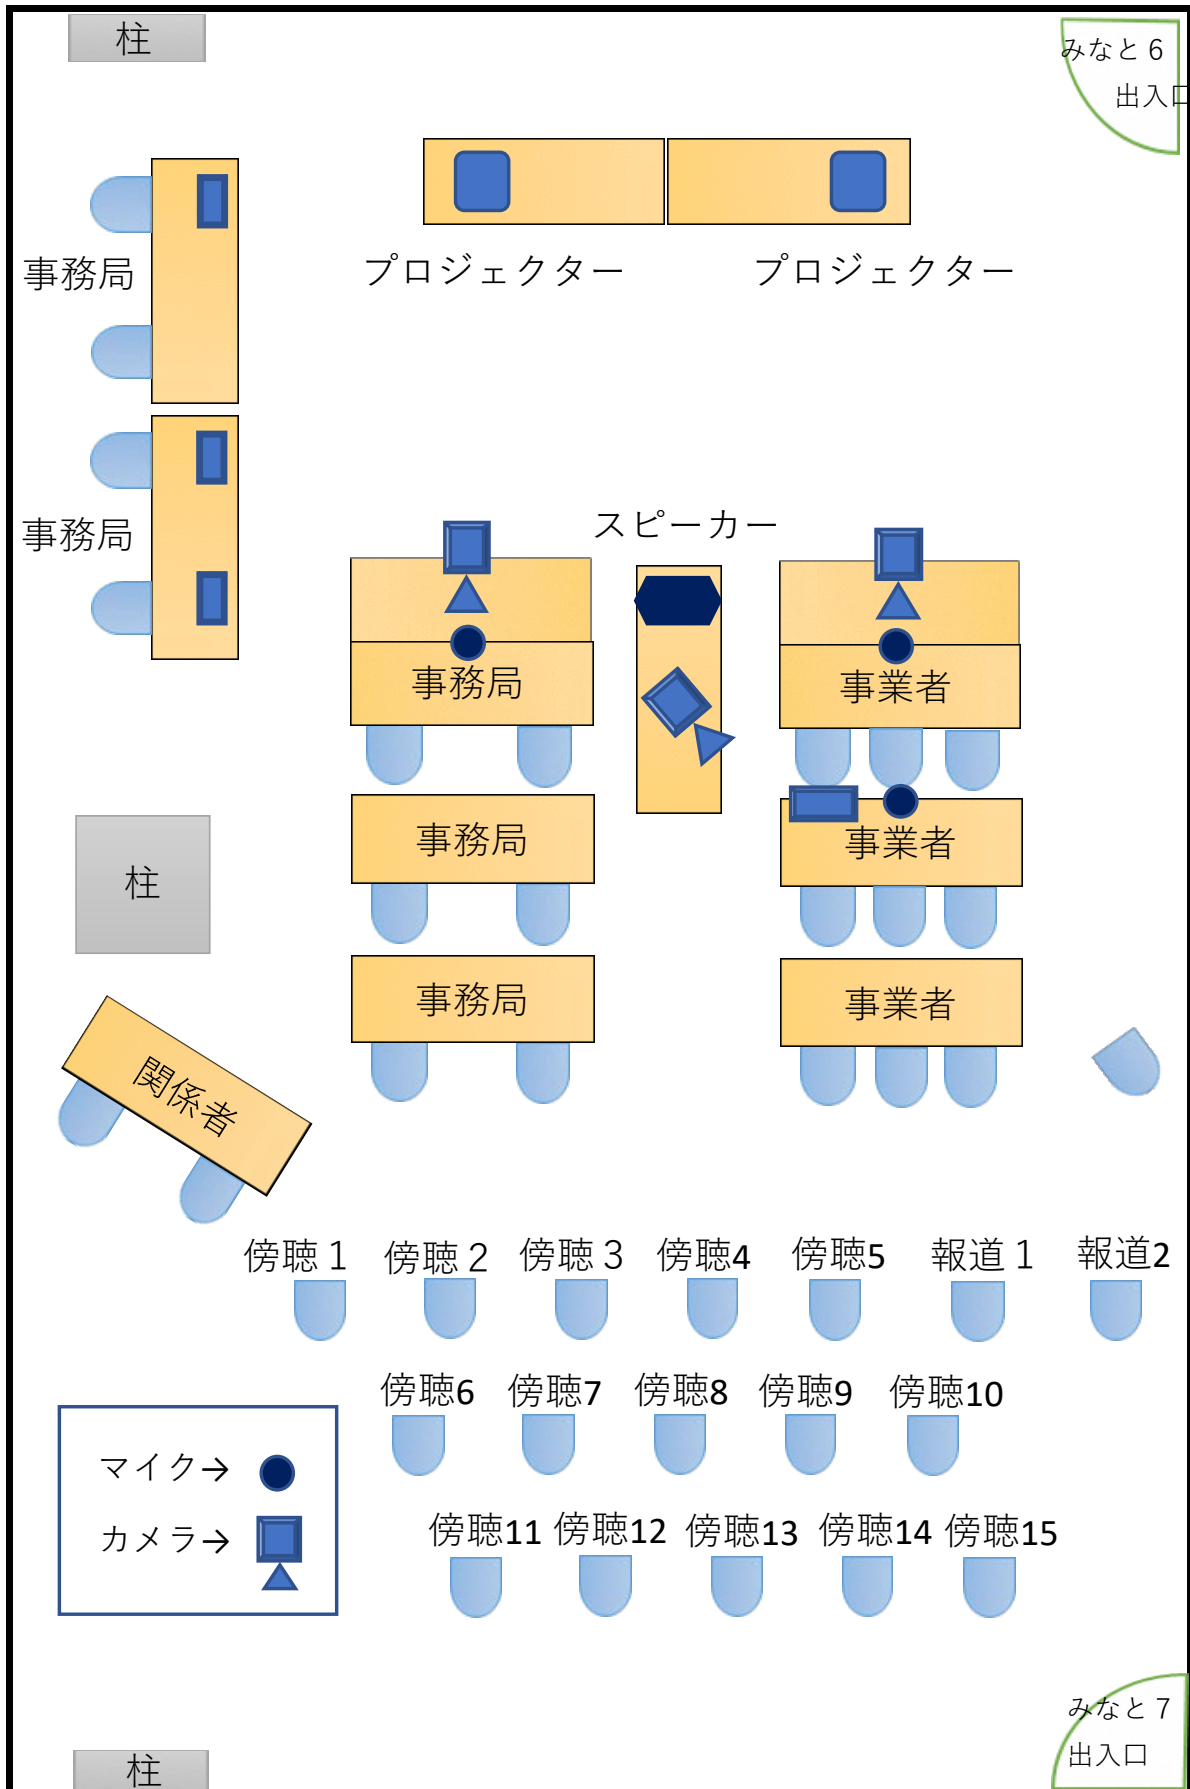 柱
みなと６
出入口
事務局
プロジェクター
プロジェクター
事務局
スピーカー
事務局
事業者
事務局
事業者
柱
事務局
事業者
関係者
傍聴１
傍聴２
傍聴３
傍聴4
傍聴5
報道１
報道2
傍聴6
傍聴7
傍聴8
傍聴9
傍聴10
マイク→
カメラ→
傍聴11
傍聴12
傍聴13
傍聴14
傍聴15
みなと７
出入口
柱